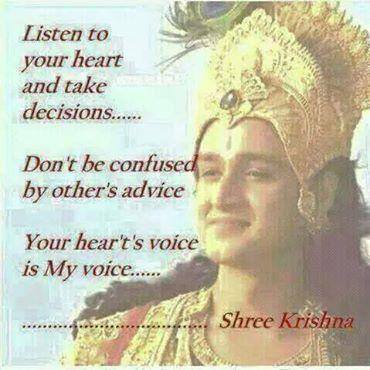 Listen to
your heart
and take
decisions......
Don't be confused
by other's advice
Your hear't's voice
is My voice......
..................................... Shree Krishna